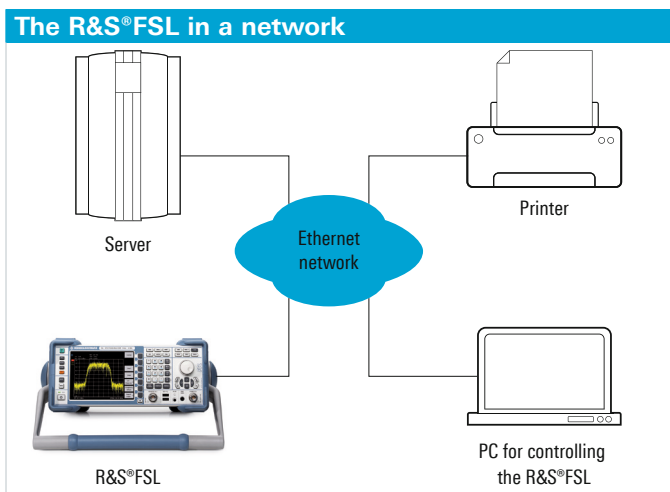 The R&S®FSL in a network
Server
Printer
Ethernet
network
R&S®FSL
PC for controlling
the R&S®FSL